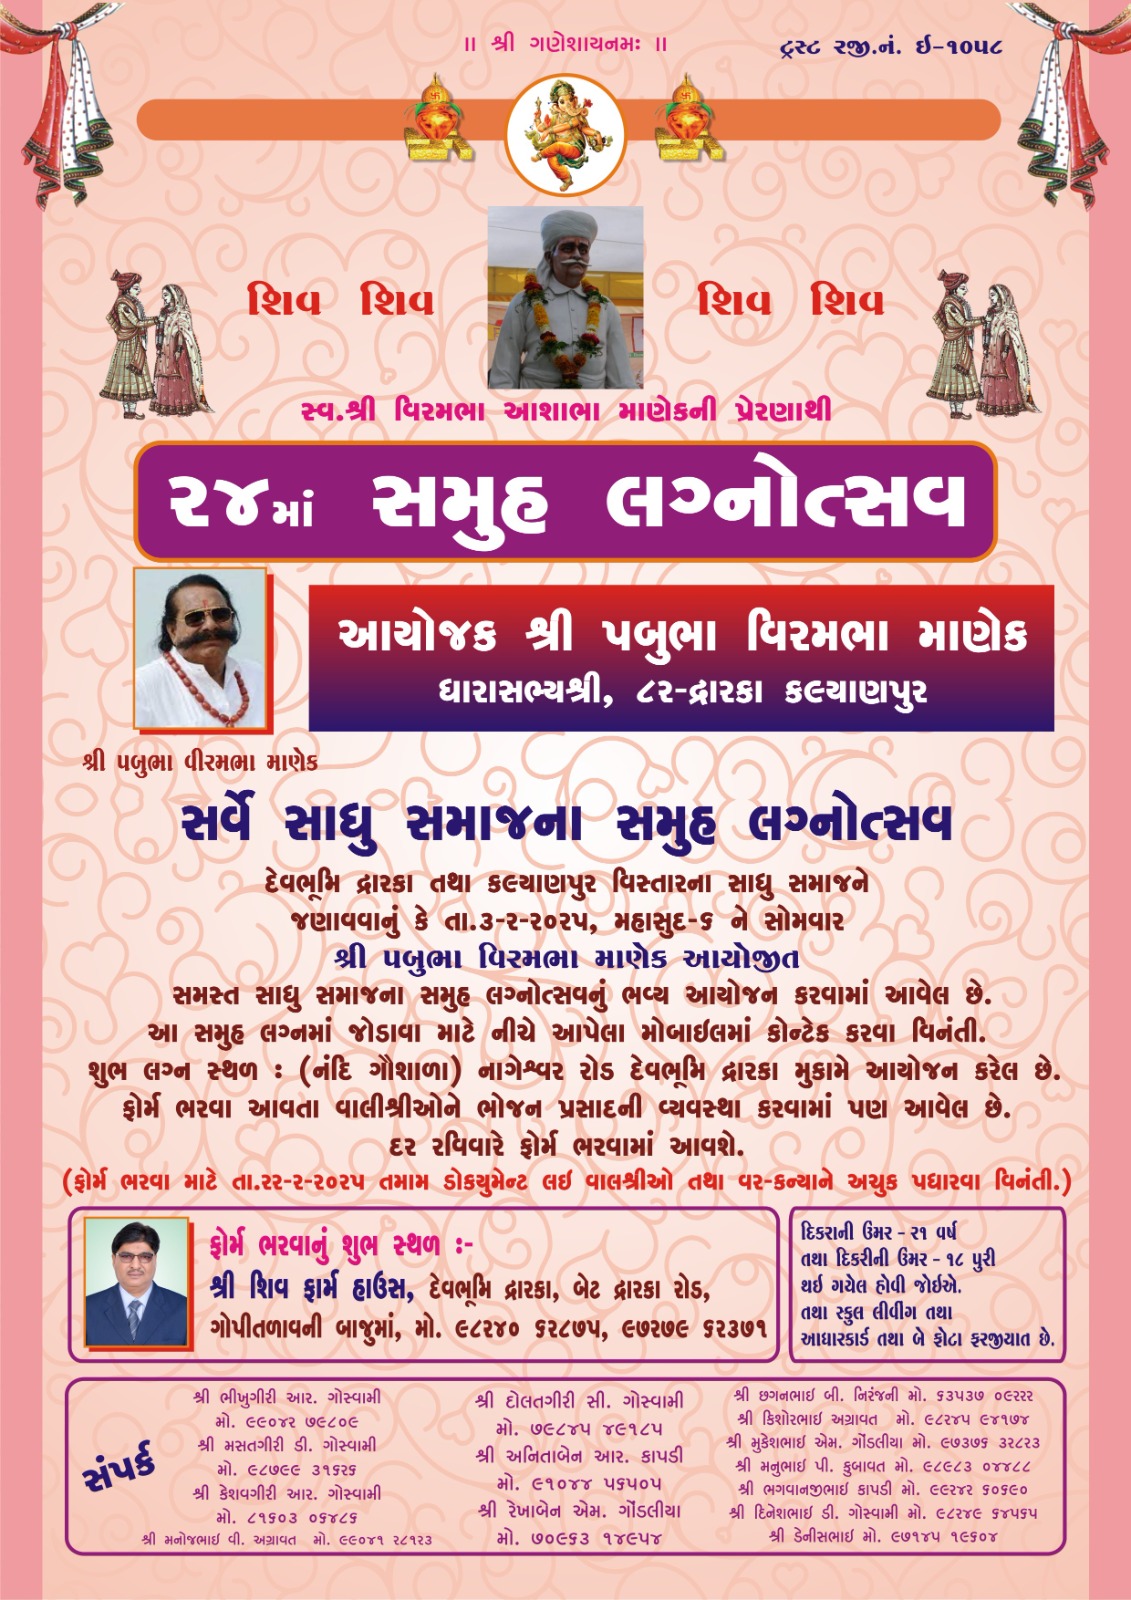 ॥ શ્રી ગણેશાયનમઃ ॥
ટ્રસ્ટ રજી.નં. ઈ-૧૦૫૮
શિવ શિવ
શિવ શિવ
સ્વ.શ્રી વિરમભા આશાભા માણેકની પ્રેરણાથી
૨૪માં સમુહ લગ્નોત્સવ
આયોજક શ્રી પબુભા વિરમભા માણેક
ધારાસભ્યશ્રી, ૮૨-દ્વારકા કલ્યાણપુર
શ્રી પબુભા વીરમભા માણેક
સર્વે સાધુ સમાજના સમુહ લગ્નોત્સવ
દેવભૂમિ દ્વારકા તથા કલ્યાણપુર વિસ્તારના સાધુ સમાજને
જણાવવાનું કે તા.૩-૨-૨૦૨૫, મહાસુદ-૬ ને સોમવાર
શ્રી પબુભા વિરમભા માણેક આયોજીત
સમસ્ત સાધુ સમાજના સમુહ લગ્નોત્સવનું ભવ્ય આયોજન કરવામાં આવેલ છે.
આ સમુહ લગ્નમાં જોડાવા માટે નીચે આપેલા મોબાઇલમાં કોન્ટેક કરવા વિનંતી.
શુભ લગ્ન સ્થળ : (નંદિ ગૌશાળા) નાગેશ્વર રોડ દેવભૂમિ દ્વારકા મુકામે આયોજન કરેલ છે.
ફોર્મ ભરવા આવતા વાલીશ્રીઓને ભોજન પ્રસાદની વ્યવસ્થા કરવામાં પણ આવેલ છે.
દર રવિવારે ફોર્મ ભરવામાં આવશે.
(ફોર્મ ભરવા માટે તા.૨૨-૨-૨૦૨૫ તમામ ડોકયુમેન્ટ લઇ વાલશ્રીઓ તથા વર-કન્યાને અચુક પધારવા વિનંતી.)
ફોર્મ ભરવાનું શુભ સ્થળ :-
શ્રી શિવ ફાર્મ હાઉસ, દેવભૂમિ દ્વારકા, બેટ દ્વારકા રોડ,
ગોપીતળાવની બાજુમાં, મો. ૯૮૨૪૦ ૬૨૮૭૫, ૯૭૨૭૯ ૬૨૩૭૧
દિકરાની ઉંમર - ૨૧ વર્ષ
તથા દિકરીની ઉંમર - ૧૮ પુરી
થઇ ગયેલ હોવી જોઇએ.
તથા સ્કુલ લીવીંગ તથા
આધારકાર્ડ તથા બે ફોટા ફરજીયાત છે.
સંપર્ક
શ્રી ભીખુગીરી આર. ગોસ્વામી
મો. ૯૯૦૪૨ ૭૯૮૦૯
શ્રી મસતગીરી ડી. ગોસ્વામી
મો. ૯૮૭૯૯ ૩૧૬૨૬
શ્રી કેશવગીરી આર. ગોસ્વામી
મો. ૮૧૬૦૩ ૦૬૪૮૬
શ્રી મનોજભાઇ વી. અગ્રાવત મો. ૯૯૦૪૧ ૨૮૧૨૩
શ્રી દોલતગીરી સી. ગોસ્વામી
મો. ૭૯૮૪૫ ૪૯૧૮૫
શ્રી અનિતાબેન આર. કાપડી
મો. ૯૧૦૪૪ ૫૬૫૦૫
શ્રી રેખાબેન એમ. ગોંડલીયા
મો. ૭૦૯૬૩ ૧૪૯૫૪
શ્રી છગનભાઇ બી. નિરંજની મો. ૬૩૫૩૭ ૦૯૨૨૨
શ્રી કિશોરભાઇ અગ્રાવત મો. ૯૮૨૪૫ ૯૪૧૭૪
શ્રી મુકેશભાઇ એમ. ગોંડલીયા મો. ૯૭૩૭૬ ૩૨૮૨૩
શ્રી મનુભાઇ પી. કુબાવત મો. ૯૮૯૮૩ ૦૪૪૮૮
શ્રી ભગવાનજીભાઇ કાપડી મો. ૯૯૨૪૨ ૬૦૬૯૦
શ્રી દિનેશભાઇ ડી. ગોસ્વામી મો. ૯૮૨૪૯ ૬૪૫૬૫
શ્રી ડેનીસભાઇ મો. ૯૭૧૪૫ ૧૯૬૦૪